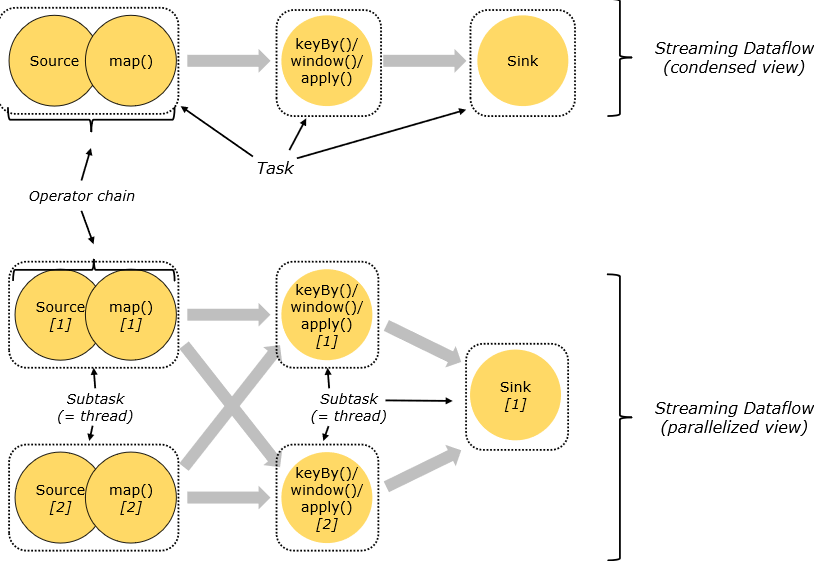 Source
map()
keyBy()/
window()/
apply()
Sink
Streaming Dataflow
(condensed view)
Task
Operator chain
Source
[1]
map()
[1]
keyBy()/
window()/
apply()
[1]
Subtask
(= thread)
Subtask
(= thread)
Sink
[1]
Streaming Dataflow
(parallelized view)
Source
[2]
map()
[2]
keyBy()/
window()/
apply()
[2]